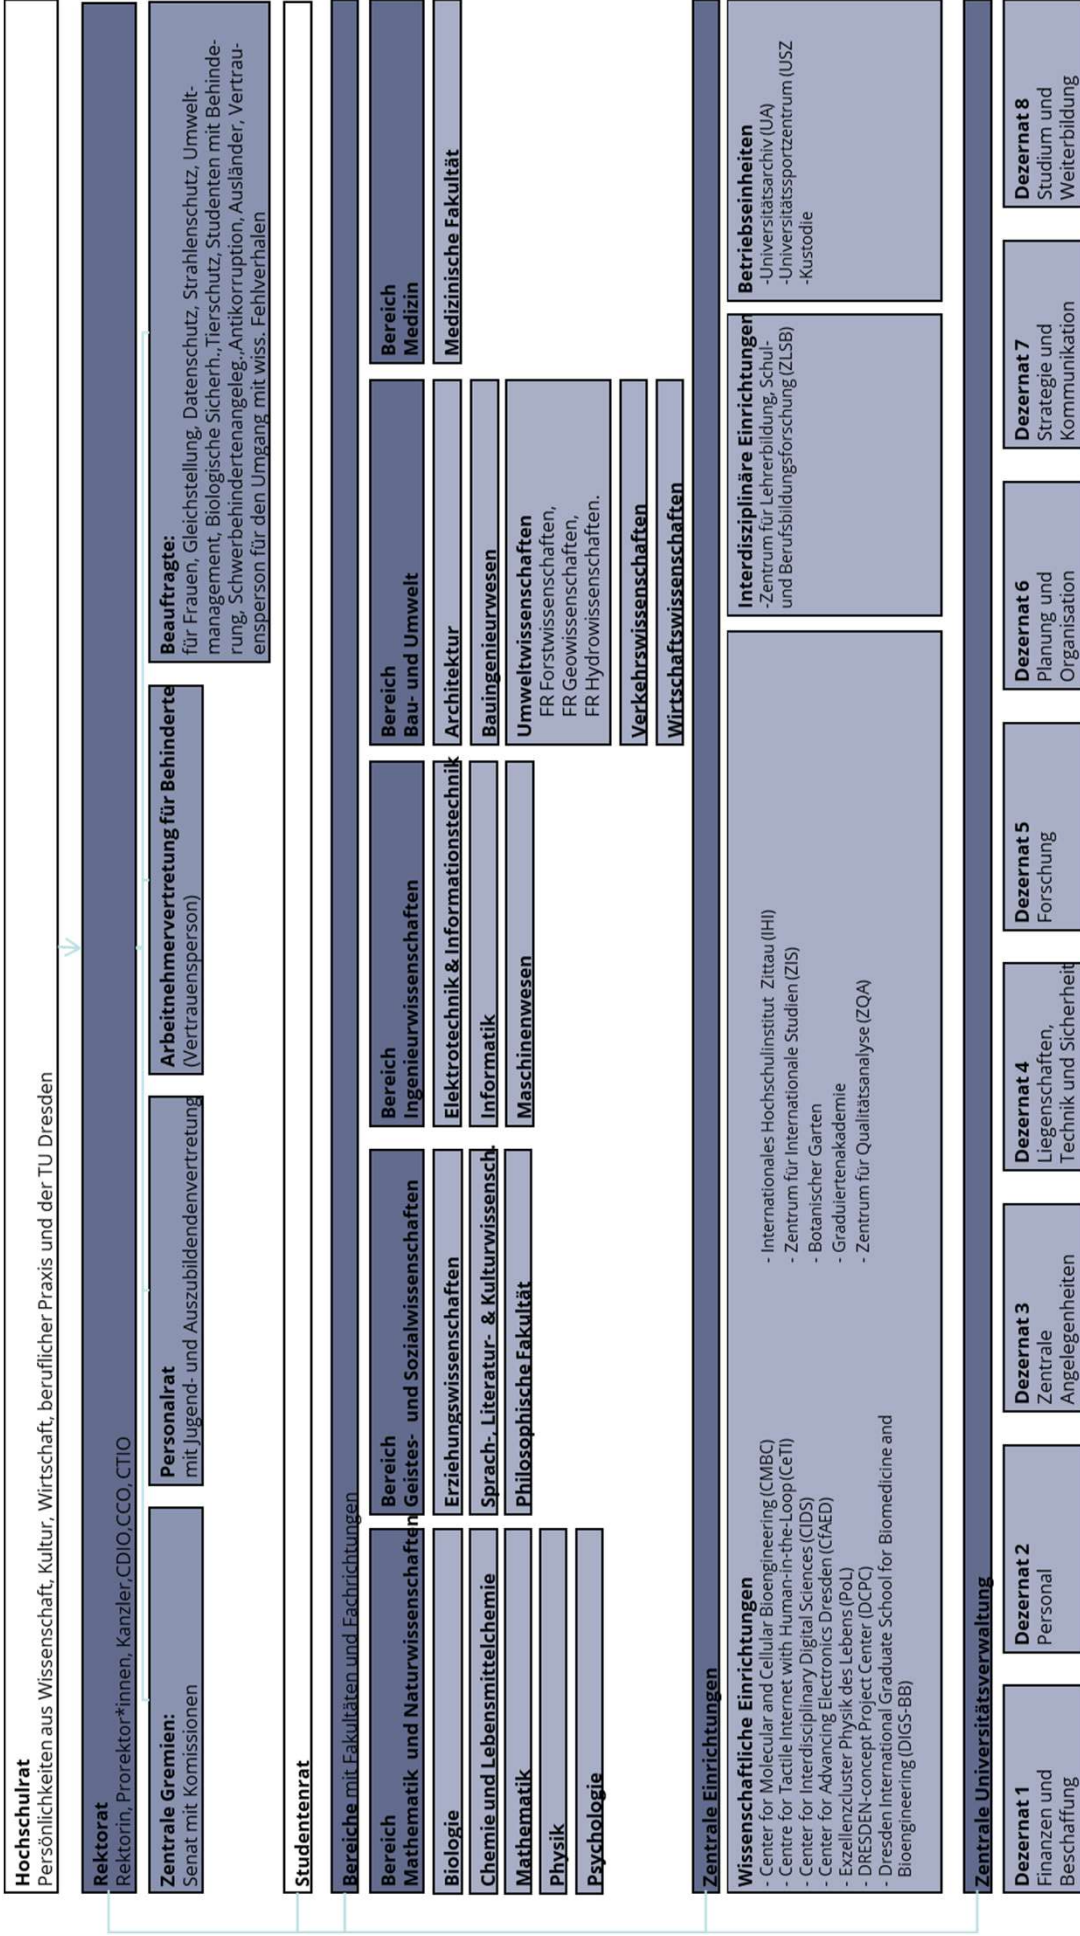 Hochschulrat
Persönlichkeiten aus Wissenschaft, Kultur, Wirtschaft, beruflicher Praxis und der TU Dresden
Rektorat
Rektorin, Prorektor*innen, Kanzler,CDIO,CCO, CTIO
Zentrale Gremien:
Senat mit Komissionen
Personalrat
mit Jugend- und Auszubildendenvertretung
Arbeitnehmervertretung für Behinderte
(Vertrauensperson)
Beauftragte:
für Frauen, Gleichstellung, Datenschutz, Strahlenschutz, Umwelt-
management, Biologische Sicherh.,Tierschutz, Studenten mit Behinde-
rung, Schwerbehindertenangeleg.,Antikorruption, Ausländer, Vertrau-
ensperson für den Umgang mit wiss. Fehlverhalen
Studentenrat
Bereiche mit Fakultäten und Fachrichtungen
Bereich
Mathematik und Naturwissenschaften
Biologie
Chemie und Lebensmittelchemie
Mathematik
Physik
Psychologie
Bereich
Geistes- und Sozialwissenschaften
Erziehungswissenschaften
Sprach-, Literatur- & Kulturwissensch.
Philosophische Fakultät
Bereich
Ingenieurwissenschaften
Elektrotechnik & Informationstechnik
Informatik
Maschinenwesen
Bereich
Bau- und Umwelt
Architektur
Bauingenieurwesen
Umweltwissenschaften
FR Forstwissenschaften,
FR Geowissenschaften,
FR Hydrowissenschaften.
Verkehrswissenschaften
Wirtschaftswissenschaften
Bereich
Medizin
Medizinische Fakultät
Zentrale Einrichtungen
Wissenschaftliche Einrichtungen
- Center for Molecular and Cellular Bioengineering (CMBC)
- Centre for Tactile Internet with Human-in-the-Loop (CeTI)
- Center for Interdisciplinary Digital Sciences (CIDS)
- Center for Advancing Electronics Dresden (CfAED)
- Exzellenzcluster Physik des Lebens (PoL)
- DRESDEN-concept Project Center (DCPC)
- Dresden International Graduate School for Biomedicine and
Bioengineering (DIGS-BB)
- Internationales Hochschulinstitut Zittau (IHI)
- Zentrum für Internationale Studien (ZIS)
- Botanischer Garten
- Graduiertenakademie
- Zentrum für Qualitätsanalyse (ZQA)
Interdisziplinäre Einrichtungen
-Zentrum für Lehrerbildung, Schul-
und Berufsbildungsforschung (ZLSB)
Betriebseinheiten
-Universitätsarchiv (UA)
-Universitätssportzentrum (USZ
-Kustodie
Zentrale Universitätsverwaltung
Dezernat 1
Finanzen und
Beschaffung
Dezernat 2
Personal
Dezernat 3
Zentrale
Angelegenheiten
Dezernat 4
Liegenschaften,
Technik und Sicherheit
Dezernat 5
Forschung
Dezernat 6
Planung und
Organisation
Dezernat 7
Strategie und
Kommunikation
Dezernat 8
Studium und
Weiterbildung